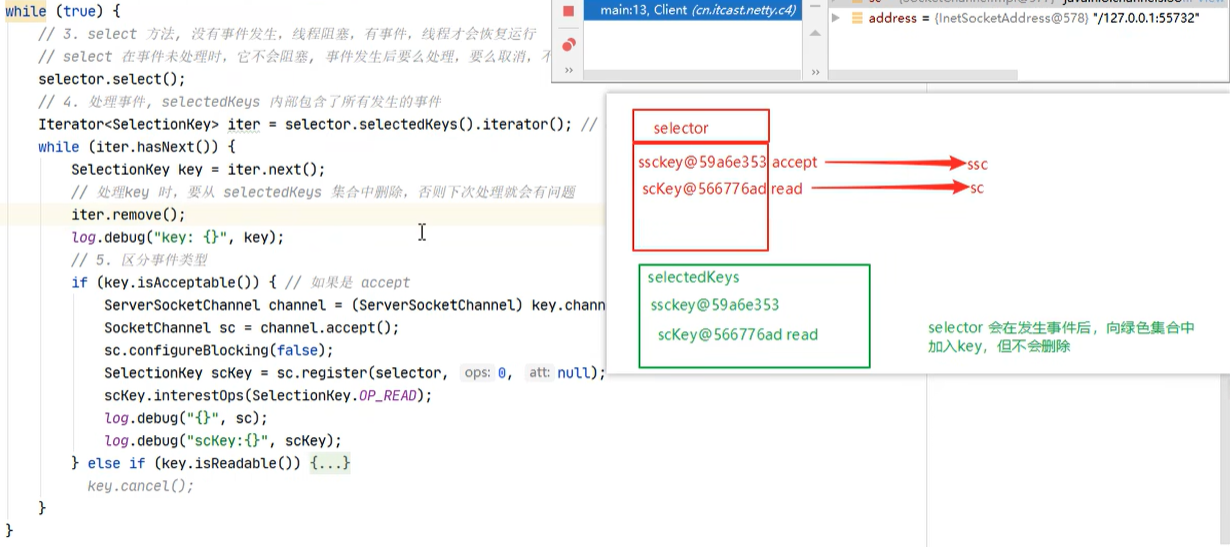 while (true) {
// 3. select 方法, 没有事件发生，线程阻塞，有事件，线程才会恢复运行
// select 在事件未处理时，它不会阻塞, 事件发生后要么处理，要么取消，不
selector.select();
// 4. 处理事件, selectedKeys 内部包含了所有发生的事件
Iterator<SelectionKey> iter = selector.selectedKeys().iterator(); //
while (iter.hasNext()) {
SelectionKey key = iter.next();
// 处理key 时，要从 selectedKeys 集合中删除，否则下次处理就会有问题
iter.remove();
log.debug("key: {}", key);
// 5. 区分事件类型
if (key.isAcceptable()) { // 如果是 accept
ServerSocketChannel channel = (ServerSocketChannel) key.chann
SocketChannel sc = channel.accept();
sc.configureBlocking(false);
SelectionKey scKey = sc.register(selector, ops: 0, att: null);
scKey.interestOps(SelectionKey.OP_READ);
log.debug("{}", sc);
log.debug("scKey:{}", scKey);
} else if (key.isReadable()) {...}
key.cancel();
}
}
main:13, Client (cn.itcast.netty.c4)
address = {InetSocketAddress@578} "/127.0.0.1:55732"
selector
ssckey@59a6e353 accept
ssc
scKey@566776ad read
sc
selectedKeys
ssckey@59a6e353
scKey@566776ad read
selector 会在发生事件后，向绿色集合中
加入key，但不会删除